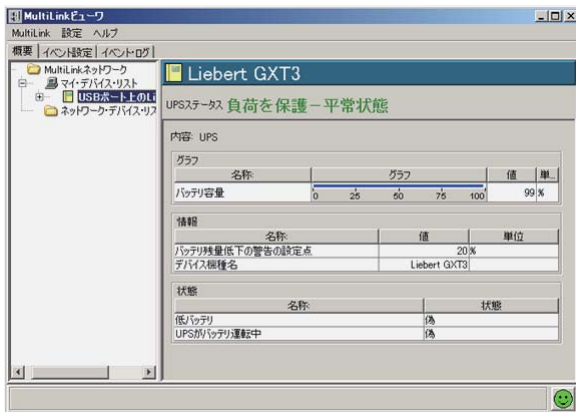 MultiLinkビューワ
MultiLink 設定 ヘルプ
概要 イベント設定 イベント・ログ
MultiLinkネットワーク
マイ・デバイス・リスト
USBポート上のLi
ネットワーク・デバイス・リス
Liebert GXT3
UPSステータス 負荷を保護－平常状態
内容: UPS
グラフ
名称: グラフ 値 単...
バッテリ容量 0 25 50 75 100 99 %
情報
名称: 値 単位
バッテリ残量低下の警告の設定点 20 %
デバイス機種名 Liebert GXT3
状態
名称: 状態
低バッテリ 偽
UPSがバッテリ運転中 偽